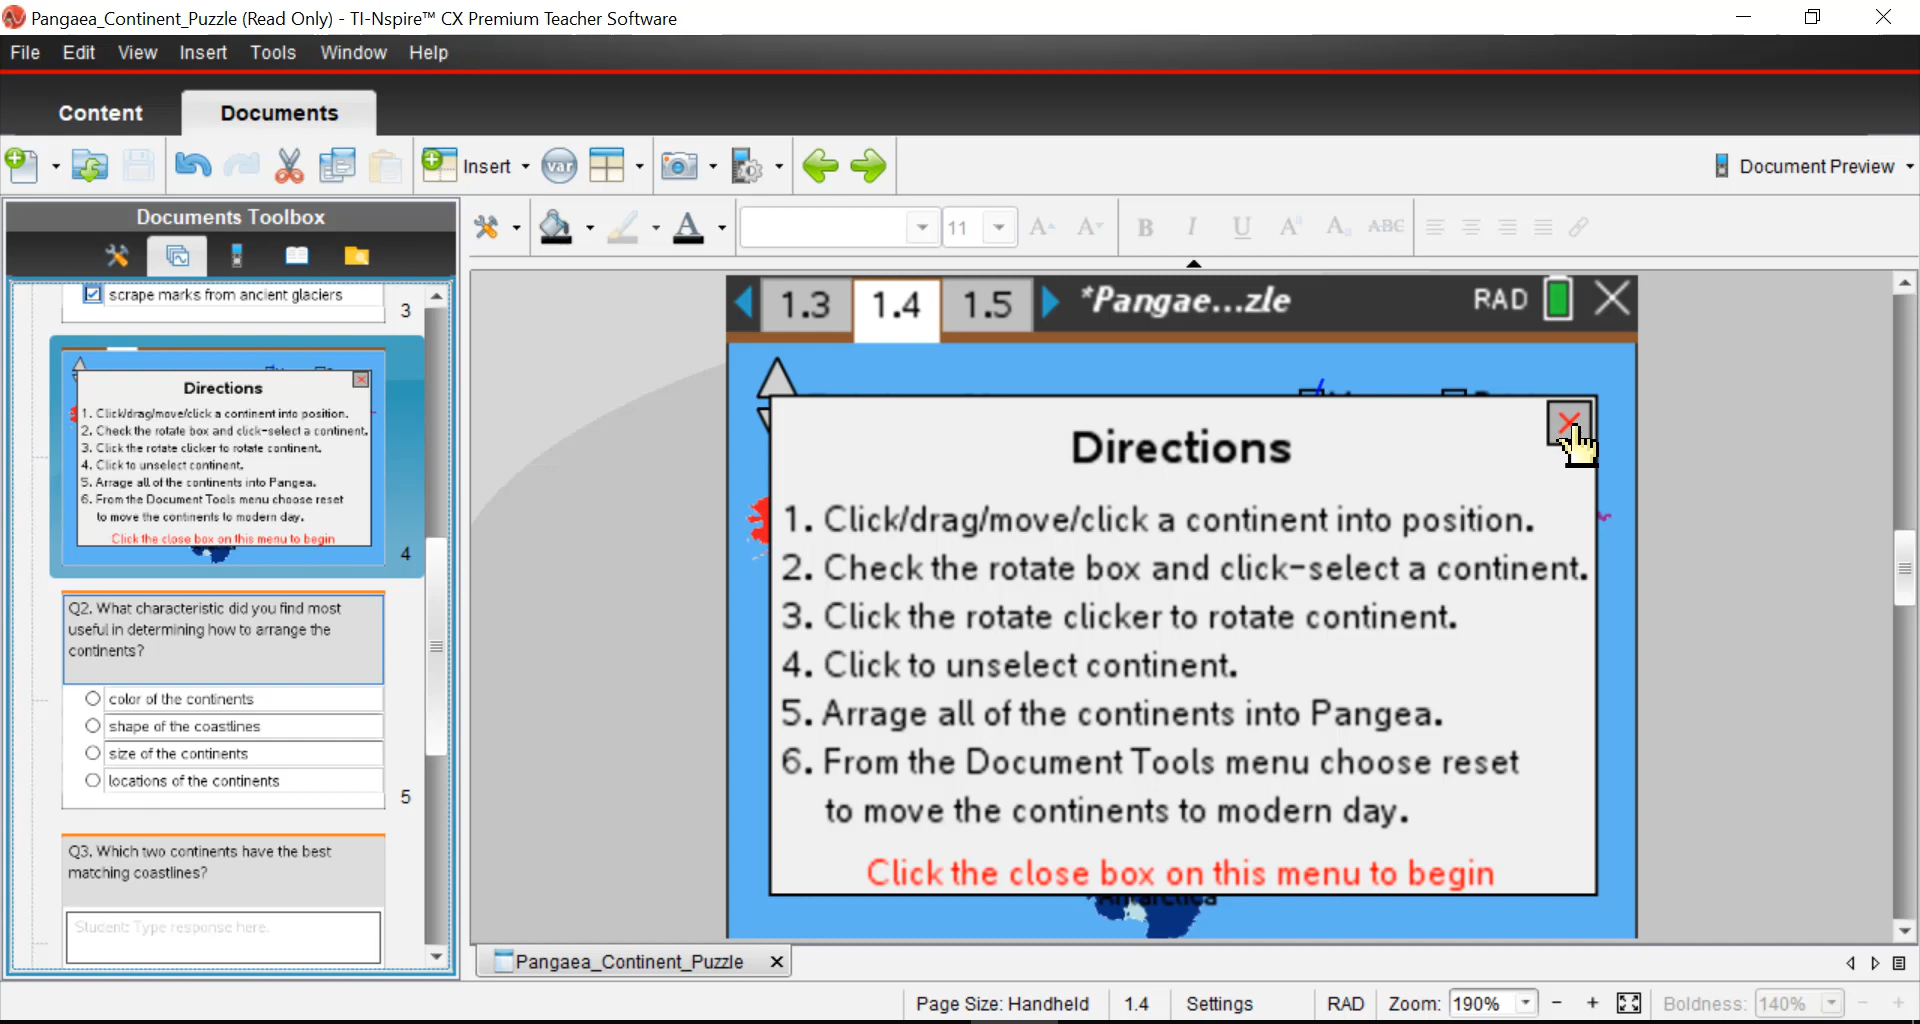 Pangaea_Continent_Puzzle (Read Only) - TI-Nspire™ CX Premium Teacher Software
File Edit View Insert Tools Window Help
Content Documents
Insert var Document Preview
Documents Toolbox
11 A A B I U A A ABC
scrape marks from ancient glaciers
3
Directions
1. Click/drag/move/click a continent into position.
2. Check the rotate box and click-select a continent.
3. Click the rotate clicker to rotate continent.
4. Click to unselect continent.
5. Arrage all of the continents into Pangea.
6. From the Document Tools menu choose reset
to move the continents to modern day.
Click the close box on this menu to begin
4
Q2. What characteristic did you find most
useful in determining how to arrange the
continents?
color of the continents
shape of the coastlines
size of the continents
locations of the continents
5
Q3. Which two continents have the best
matching coastlines?
Student: Type response here.
1.3 1.4 1.5 *Pangae...zle RAD
Directions
1. Click/drag/move/click a continent into position.
2. Check the rotate box and click-select a continent.
3. Click the rotate clicker to rotate continent.
4. Click to unselect continent.
5. Arrage all of the continents into Pangea.
6. From the Document Tools menu choose reset
to move the continents to modern day.
Click the close box on this menu to begin
Antarctica
Pangaea_Continent_Puzzle
Page Size: Handheld 1.4 Settings RAD Zoom: 190% Boldness: 140%